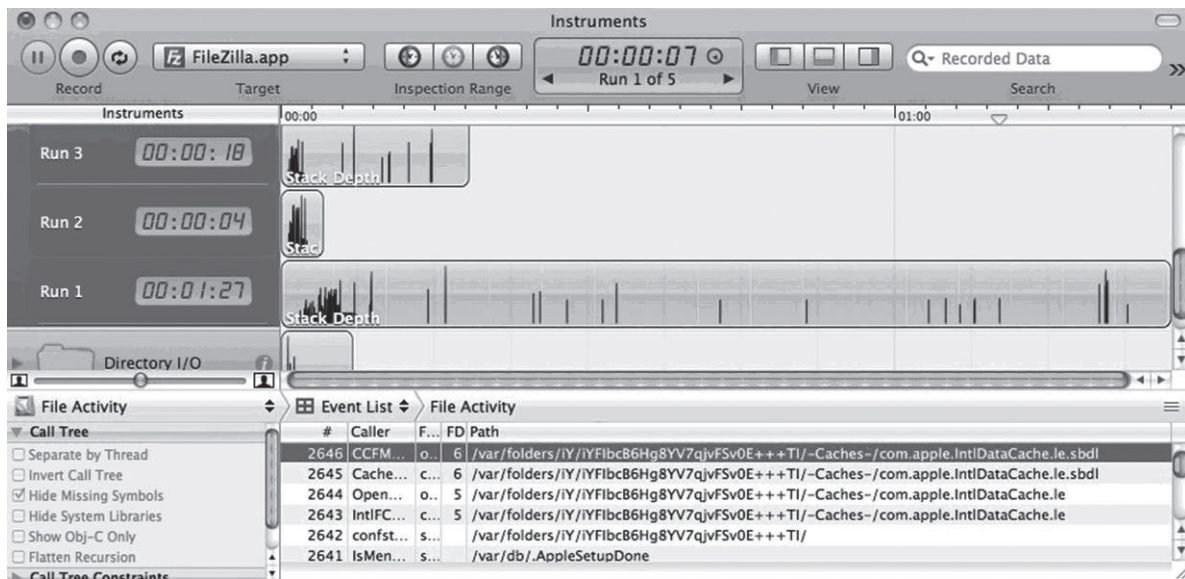 Instruments
FileZilla.app
00:00:07
Run 1 of 5
Recorded Data
Record
Target
Inspection Range
View
Search
Instruments
00:00
01:00
Run 3
00:00:18
Stack Depth
Run 2
00:00:04
Stac
Run 1
00:01:27
Stack Depth
Directory I/O
File Activity
Event List
File Activity
Call Tree
Separate by Thread
Invert Call Tree
Hide Missing Symbols
Hide System Libraries
Show Obj-C Only
Flatten Recursion
Call Tree Constraints
# Caller F... FD Path
2646 CCFM... o... 6 /var/folders/iY/iYFIbcB6Hg8YV7qjvFSv0E+++TI/-Caches-/com.apple.IntlDataCache.le.sbdl
2645 Cache... c... 6 /var/folders/iY/iYFIbcB6Hg8YV7qjvFSv0E+++TI/-Caches-/com.apple.IntlDataCache.le.sbdl
2644 Open... o... 5 /var/folders/iY/iYFIbcB6Hg8YV7qjvFSv0E+++TI/-Caches-/com.apple.IntlDataCache.le
2643 IntlFC... c... 5 /var/folders/iY/iYFIbcB6Hg8YV7qjvFSv0E+++TI/-Caches-/com.apple.IntlDataCache.le
2642 confst... s... /var/folders/iY/iYFIbcB6Hg8YV7qjvFSv0E+++TI/
2641 IsMen... s... /var/db/.AppleSetupDone